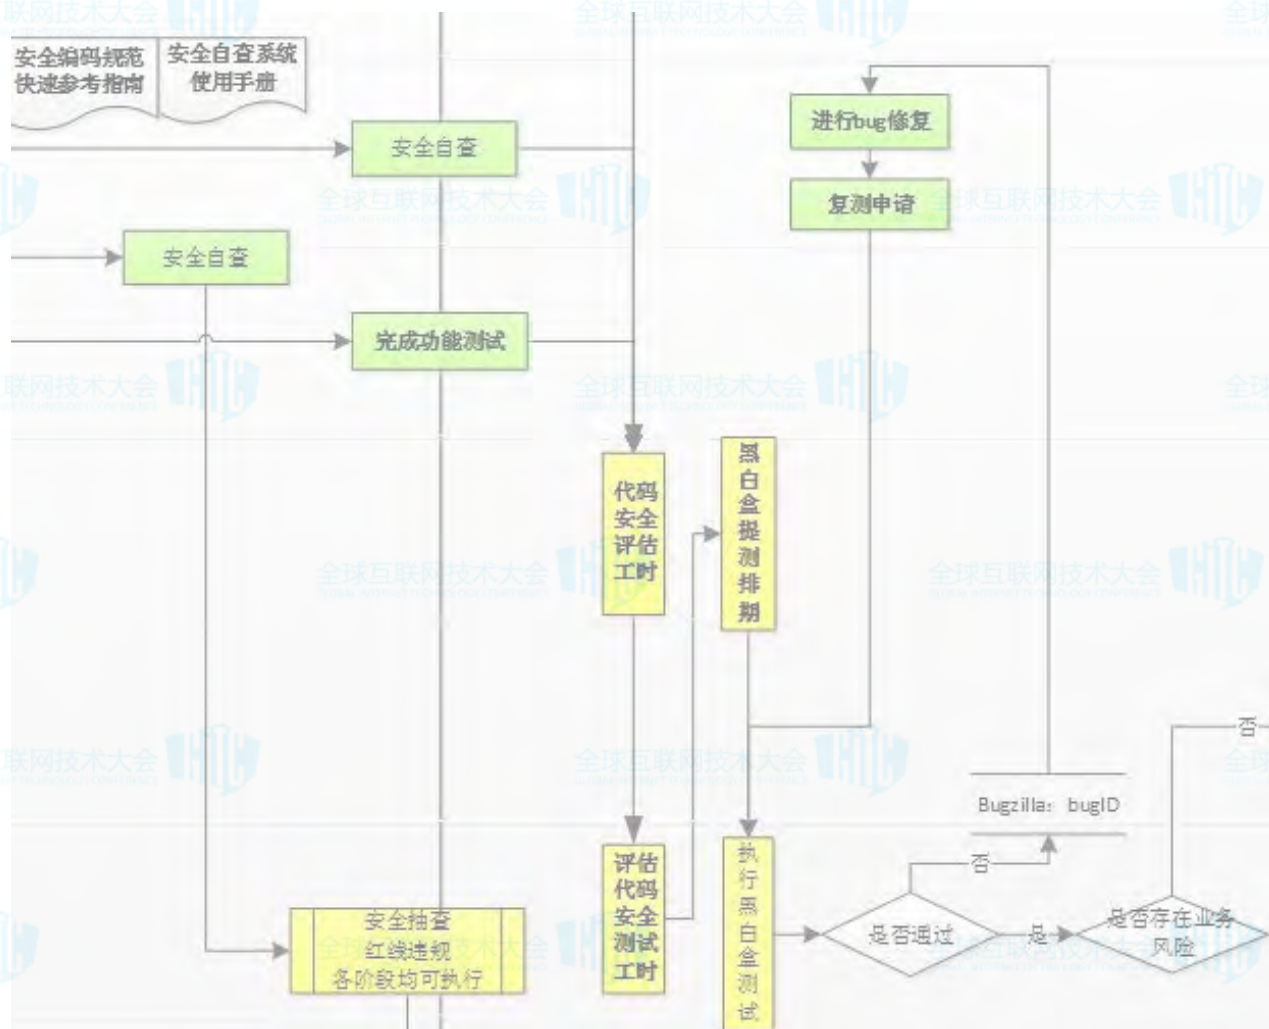 安全编码规范
快速参考指南
安全自查系统
使用手册
安全自查
安全自查
完成功能测试
进行bug修复
复测申请
代码
安全
评估
工时
黑
白
盒
提
测
排
期
评估
代码
安全
测试
工时
执
行
黑
白
盒
测
试
安全抽查
红线违规
各阶段均可执行
Bugzilla: bugID
否
是否通过
是
是否存在业务
风险
否
全球互联网技术大会